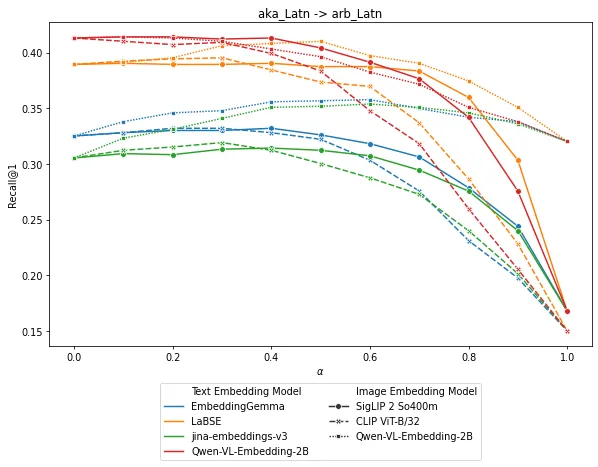 aka_Latn -> arb_Latn
Recall@1
0.40
0.35
0.30
0.25
0.20
0.15
0.0 0.2 0.4 0.6 0.8 1.0
α
Text Embedding Model Image Embedding Model
EmbeddingGemma SigLIP 2 So400m
LaBSE CLIP ViT-B/32
jina-embeddings-v3 Qwen-VL-Embedding-2B
Qwen-VL-Embedding-2B